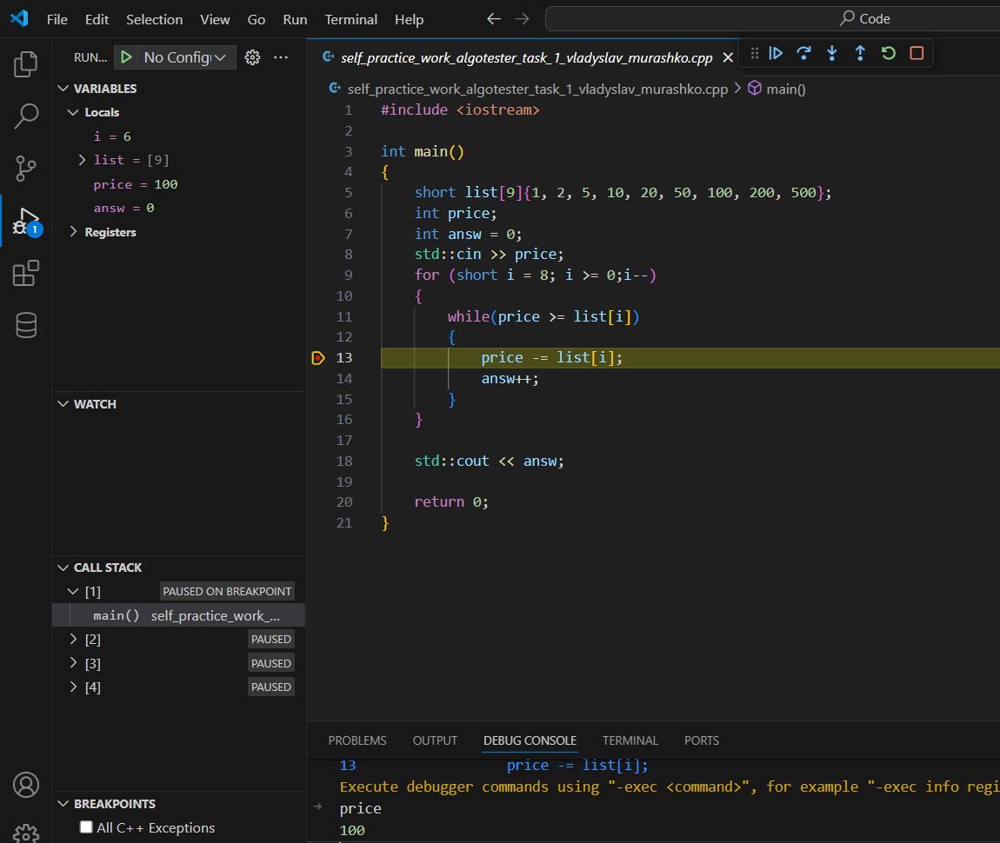 File Edit Selection View Go Run Terminal Help Code
RUN... No Config
VARIABLES
Locals
i = 6
list = [9]
price = 100
answ = 0
Registers
1
WATCH
CALL STACK
[1] PAUSED ON BREAKPOINT
main() self_practice_work_...
[2] PAUSED
[3] PAUSED
[4] PAUSED
BREAKPOINTS
All C++ Exceptions
self_practice_work_algotester_task_1_vladyslav_murashko.cpp
self_practice_work_algotester_task_1_vladyslav_murashko.cpp > main()
1 #include <iostream>
2
3 int main()
4 {
5 short list[9]{1, 2, 5, 10, 20, 50, 100, 200, 500};
6 int price;
7 int answ = 0;
8 std::cin >> price;
9 for (short i = 8; i >= 0;i--)
10 {
11 while(price >= list[i])
12 {
13 price -= list[i];
14 answ++;
15 }
16 }
17
18 std::cout << answ;
19
20 return 0;
21 }
PROBLEMS OUTPUT DEBUG CONSOLE TERMINAL PORTS
13 price -= list[i];
Execute debugger commands using "-exec <command>", for example "-exec info regi
price
100